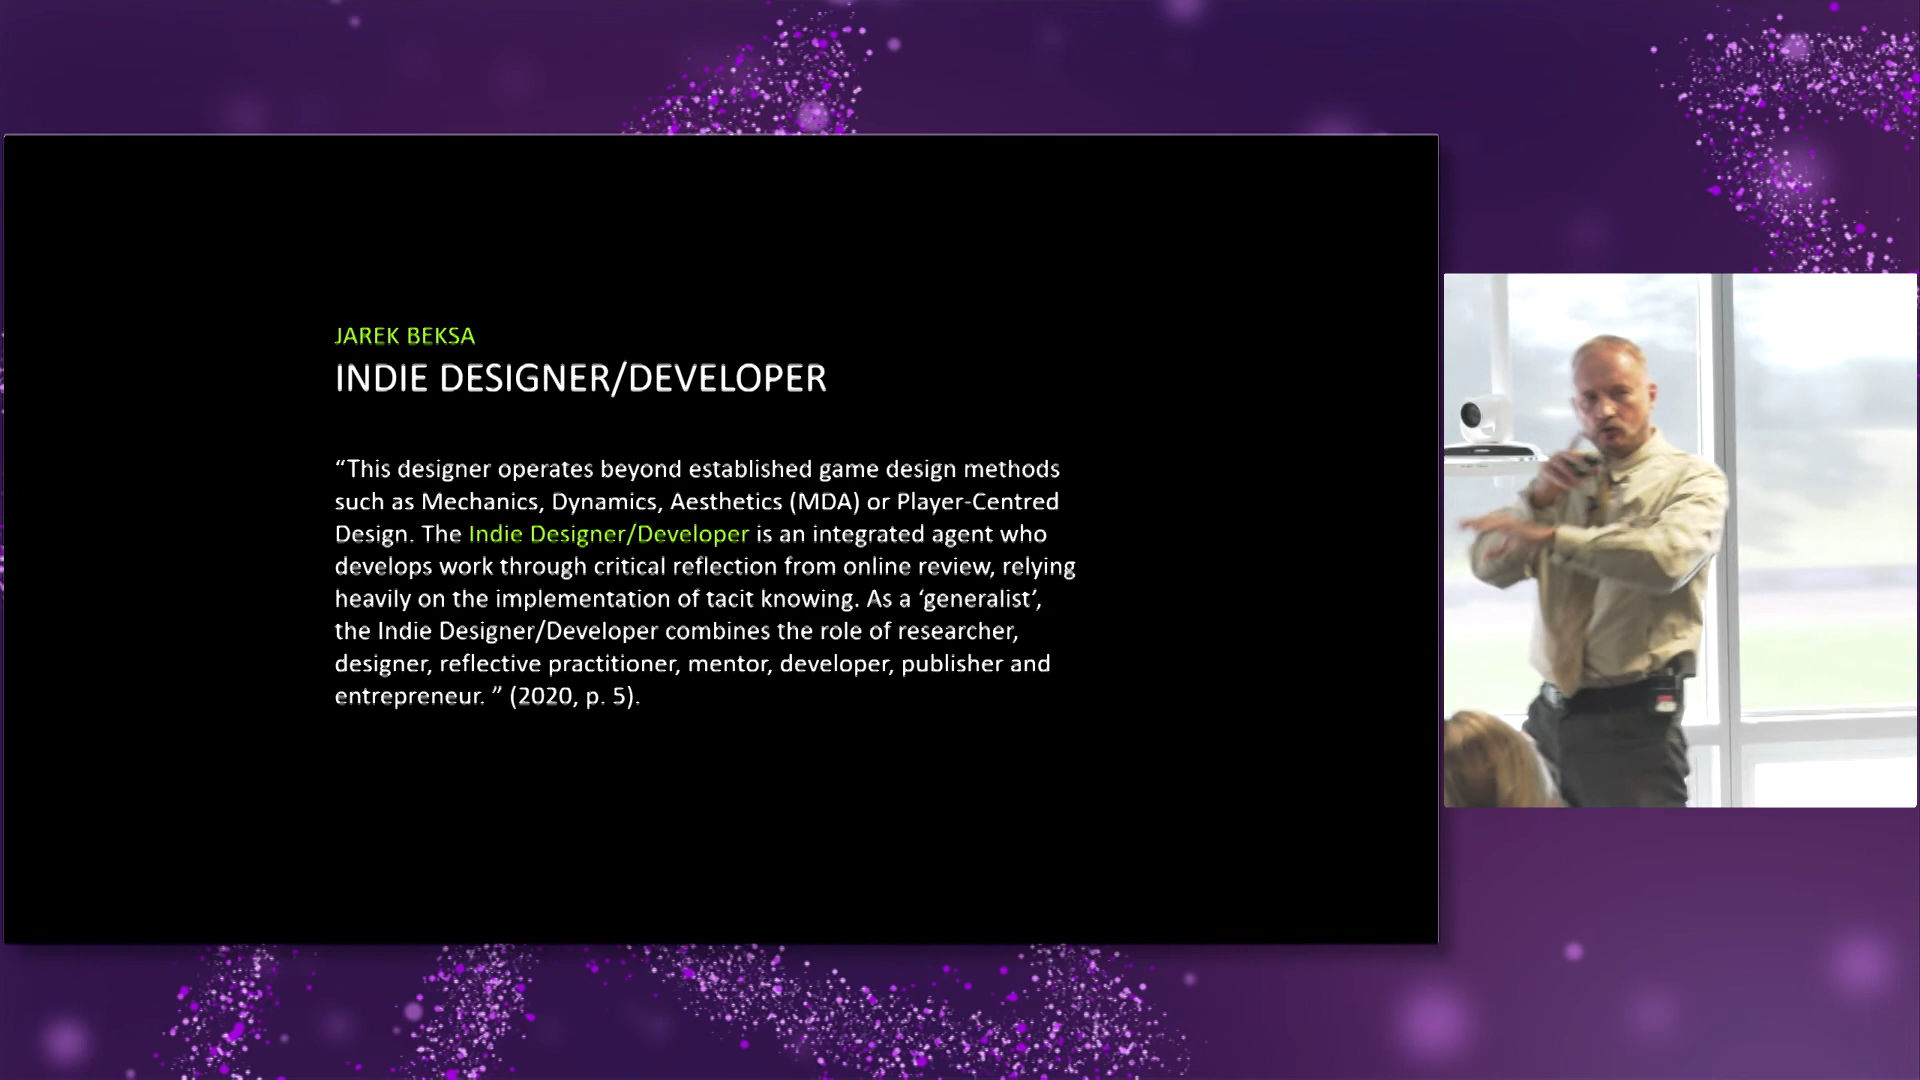 JAREK BEKSA
INDIE DESIGNER/DEVELOPER
“This designer operates beyond established game design methods
such as Mechanics, Dynamics, Aesthetics (MDA) or Player-Centred
Design. The Indie Designer/Developer is an integrated agent who
develops work through critical reflection from online review, relying
heavily on the implementation of tacit knowing. As a ‘generalist’,
the Indie Designer/Developer combines the role of researcher,
designer, reflective practitioner, mentor, developer, publisher and
entrepreneur. ” (2020, p. 5).